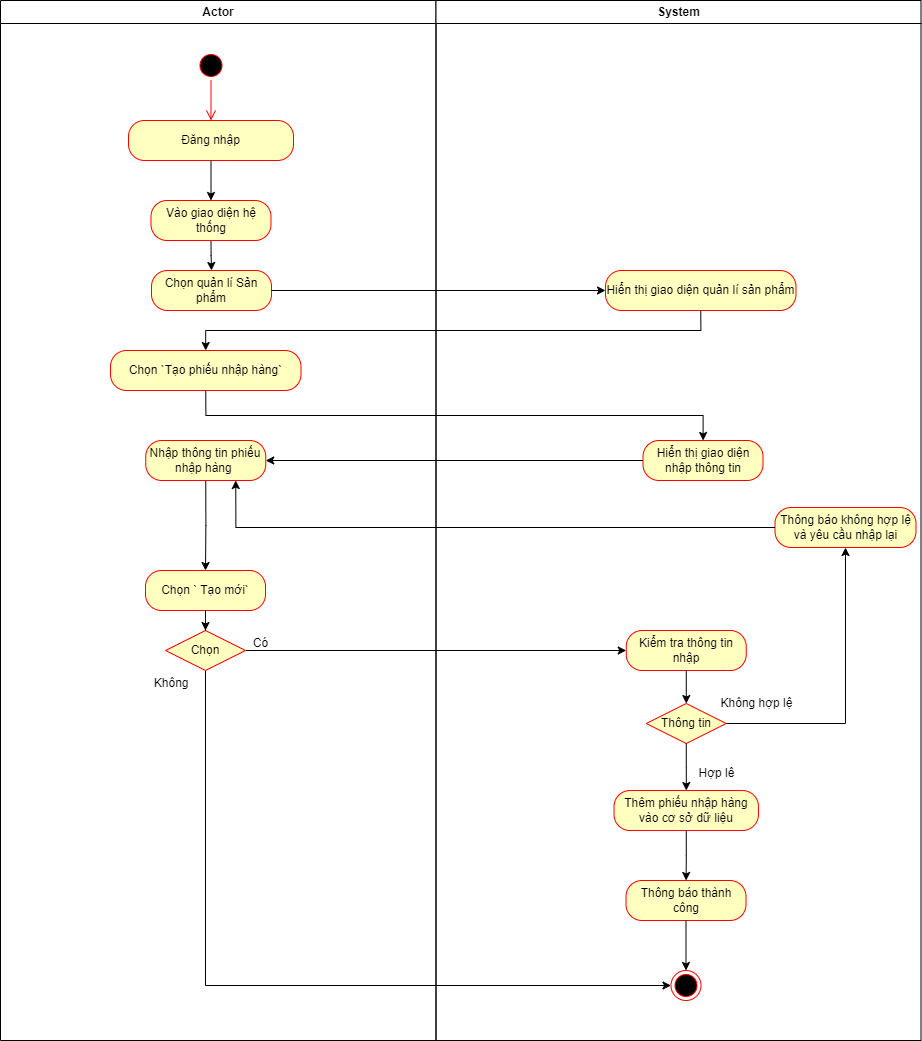 Actor
System
Đăng nhập
Vào giao diện hệ
thống
Chọn quản lí Sản
phẩm
Hiển thị giao diện quản lí sản phẩm
Chọn `Tạo phiếu nhập hàng`
Nhập thông tin phiếu
nhập hàng
Hiển thị giao diện
nhập thông tin
Thông báo không hợp lệ
và yêu cầu nhập lại
Chọn ` Tạo mới`
Chọn
Có
Không
Kiểm tra thông tin
nhập
Thông tin
Không hợp lệ
Hợp lê
Thêm phiếu nhập hàng
vào cơ sở dữ liệu
Thông báo thành
công